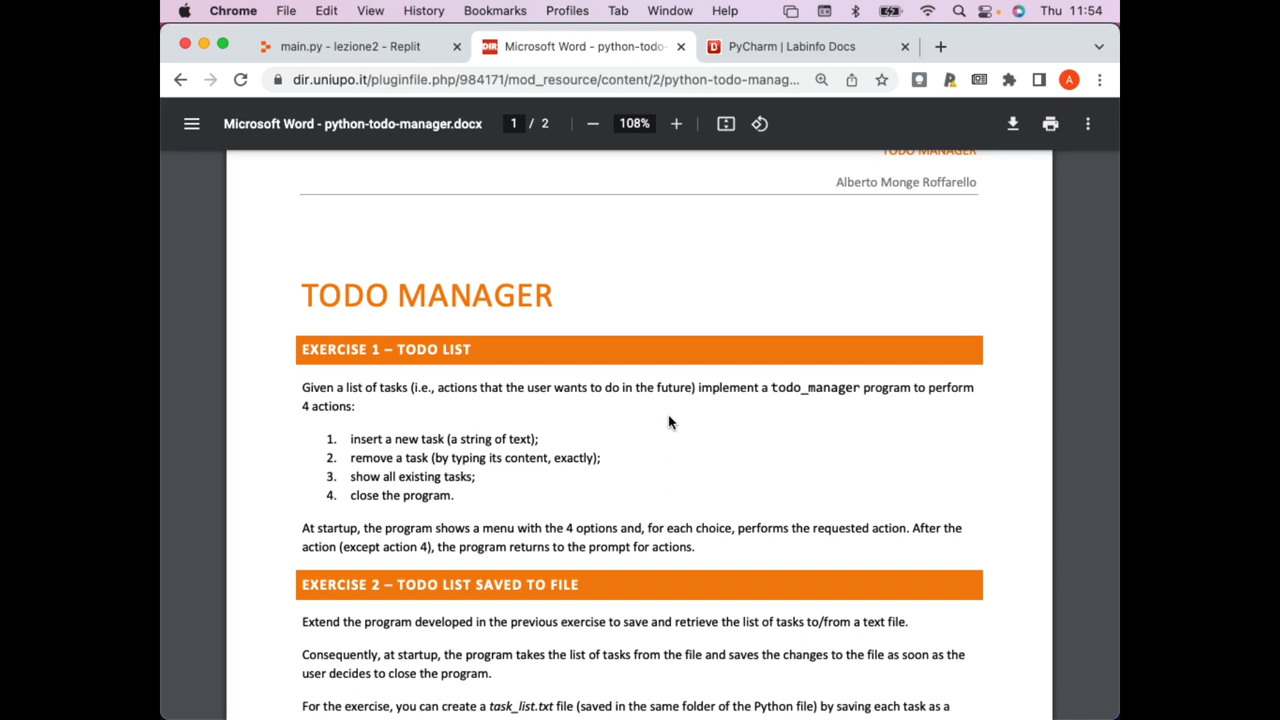 Chrome File Edit View History Bookmarks Profiles Tab Window Help Thu 11:54
main.py - lezione2 - Replit
DIR Microsoft Word - python-todo-
PyCharm | Labinfo Docs
dir.uniupo.it/pluginfile.php/984171/mod_resource/content/2/python-todo-manag... A
Microsoft Word - python-todo-manager.docx 1 / 2 108%
TODO MANAGER
Alberto Monge Roffarello
TODO MANAGER
EXERCISE 1 – TODO LIST
Given a list of tasks (i.e., actions that the user wants to do in the future) implement a todo_manager program to perform
4 actions:
1. insert a new task (a string of text);
2. remove a task (by typing its content, exactly);
3. show all existing tasks;
4. close the program.
At startup, the program shows a menu with the 4 options and, for each choice, performs the requested action. After the
action (except action 4), the program returns to the prompt for actions.
EXERCISE 2 – TODO LIST SAVED TO FILE
Extend the program developed in the previous exercise to save and retrieve the list of tasks to/from a text file.
Consequently, at startup, the program takes the list of tasks from the file and saves the changes to the file as soon as the
user decides to close the program.
For the exercise, you can create a task_list.txt file (saved in the same folder of the Python file) by saving each task as a